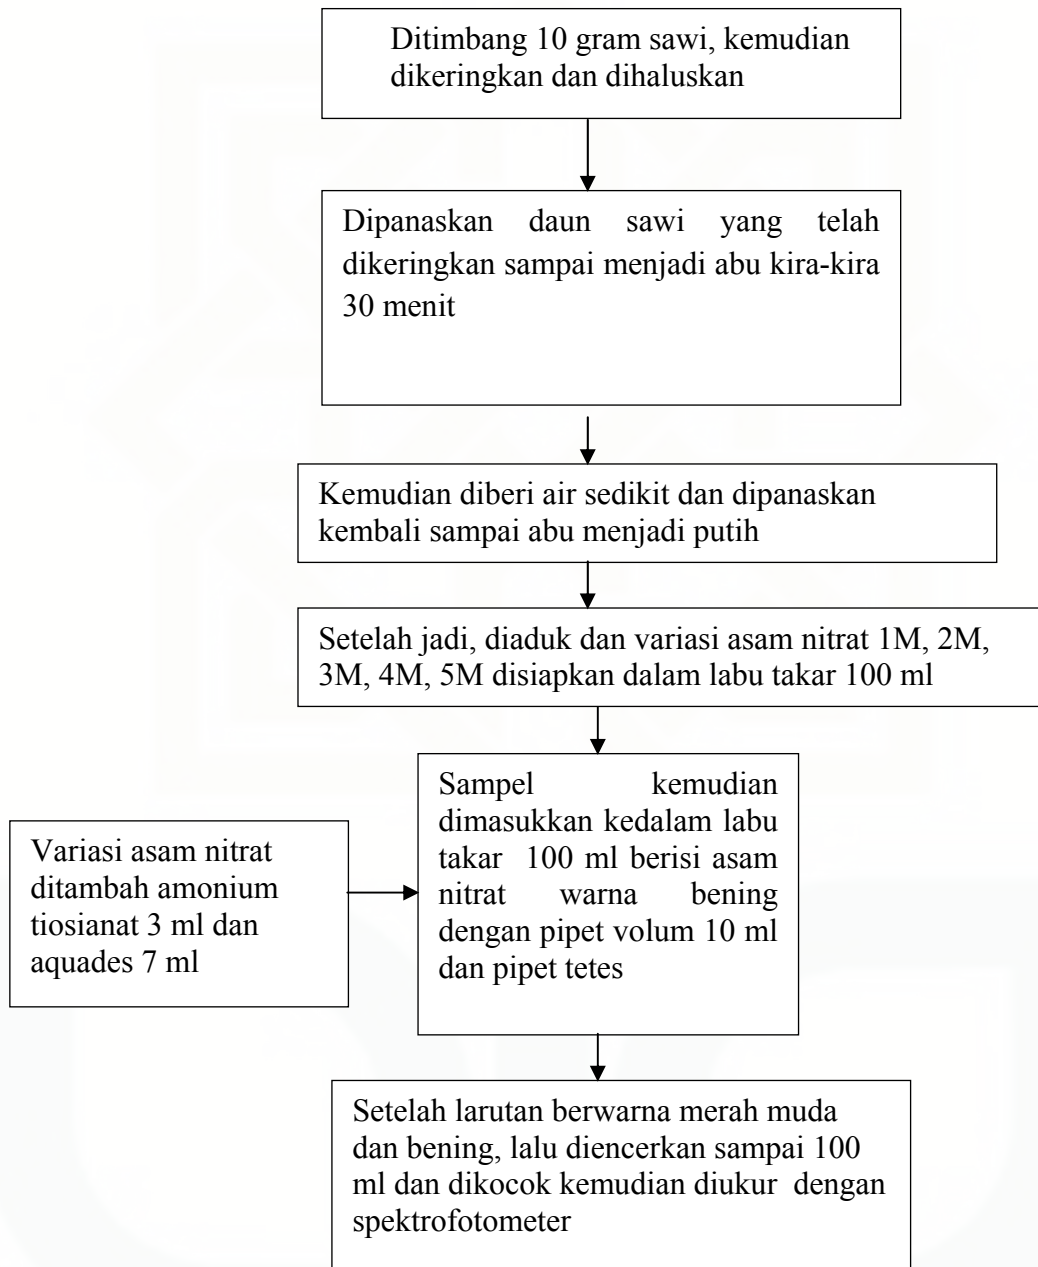 Ditimbang 10 gram sawi, kemudian
dikeringkan dan dihaluskan
Dipanaskan daun sawi yang telah
dikeringkan sampai menjadi abu kira-kira
30 menit
Kemudian diberi air sedikit dan dipanaskan
kembali sampai abu menjadi putih
Setelah jadi, diaduk dan variasi asam nitrat 1M, 2M,
3M, 4M, 5M disiapkan dalam labu takar 100 ml
Variasi asam nitrat
ditambah amonium
tiosianat 3 ml dan
aquades 7 ml
Sampel kemudian
dimasukkan kedalam labu
takar 100 ml berisi asam
nitrat warna bening
dengan pipet volum 10 ml
dan pipet tetes
Setelah larutan berwarna merah muda
dan bening, lalu diencerkan sampai 100
ml dan dikocok kemudian diukur dengan
spektrofotometer